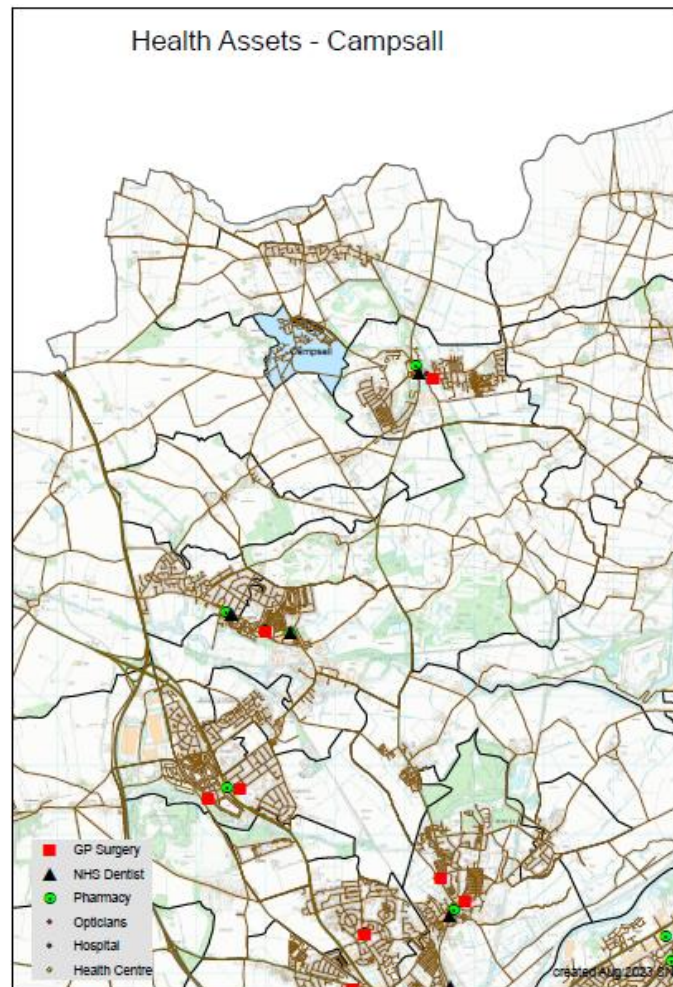 Health Assets - Campsall
Campsall
GP Surgery
NHS Dentist
Pharmacy
Opticians
Hospital
Health Centre
created Aug 2023